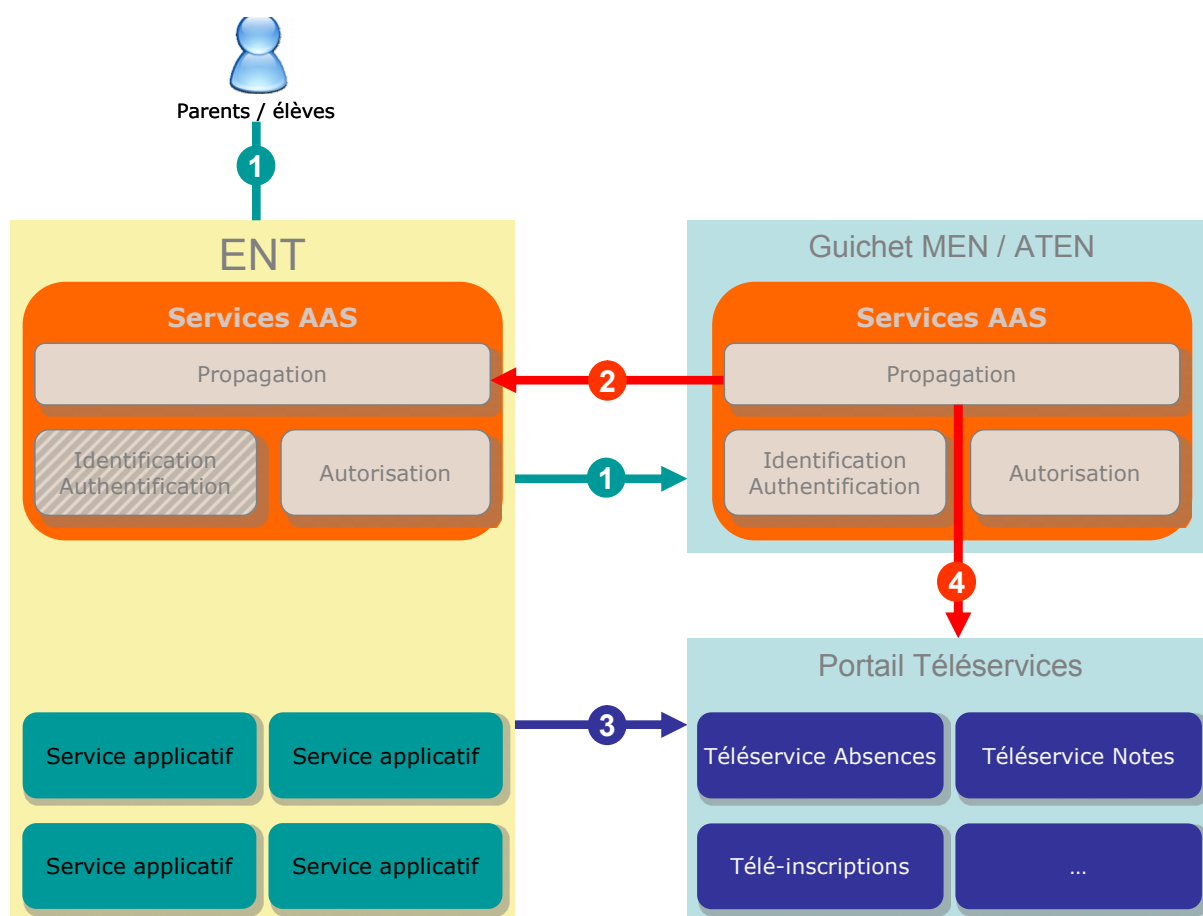 Parents / élèves
1
ENT
Services AAS
Propagation
Identification
Authentification
Autorisation
2
1
Guichet MEN / ATEN
Services AAS
Propagation
Identification
Authentification
Autorisation
4
3
Service applicatif
Service applicatif
Service applicatif
Service applicatif
Portail Téléservices
Téléservice Absences
Téléservice Notes
Télé-inscriptions
...